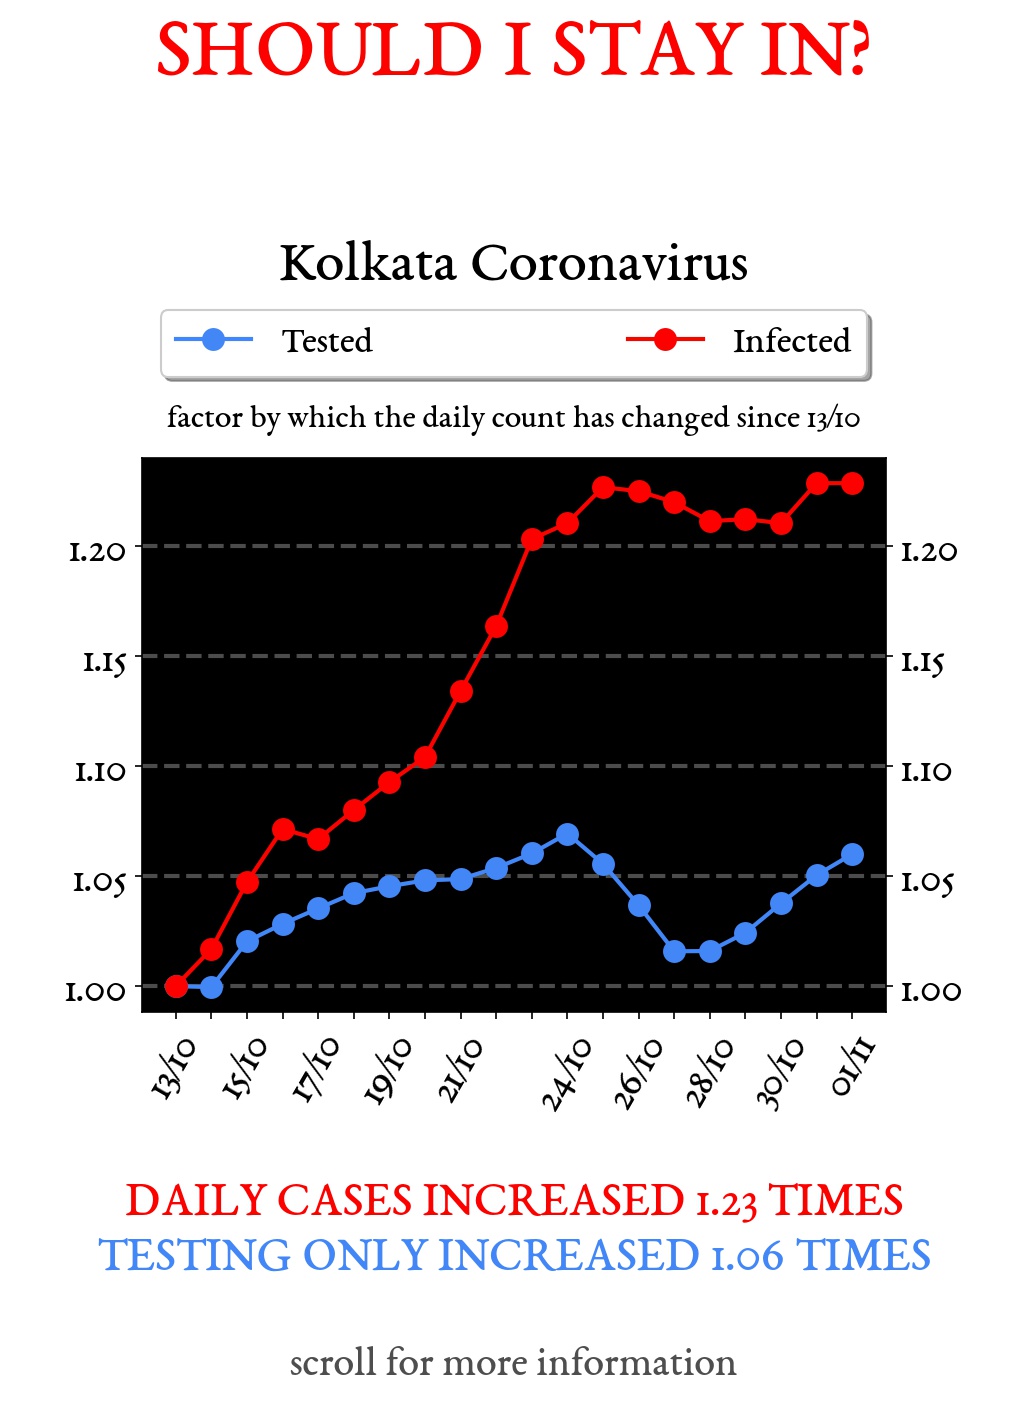 SHOULD I STAY IN?
Kolkata Coronavirus
Tested Infected
factor by which the daily count has changed since 13/10
1.20 1.20
1.15 1.15
1.10 1.10
1.05 1.05
1.00 1.00
13/10 15/10 17/10 19/10 21/10 24/10 26/10 28/10 30/10 01/11
DAILY CASES INCREASED 1.23 TIMES
TESTING ONLY INCREASED 1.06 TIMES
scroll for more information